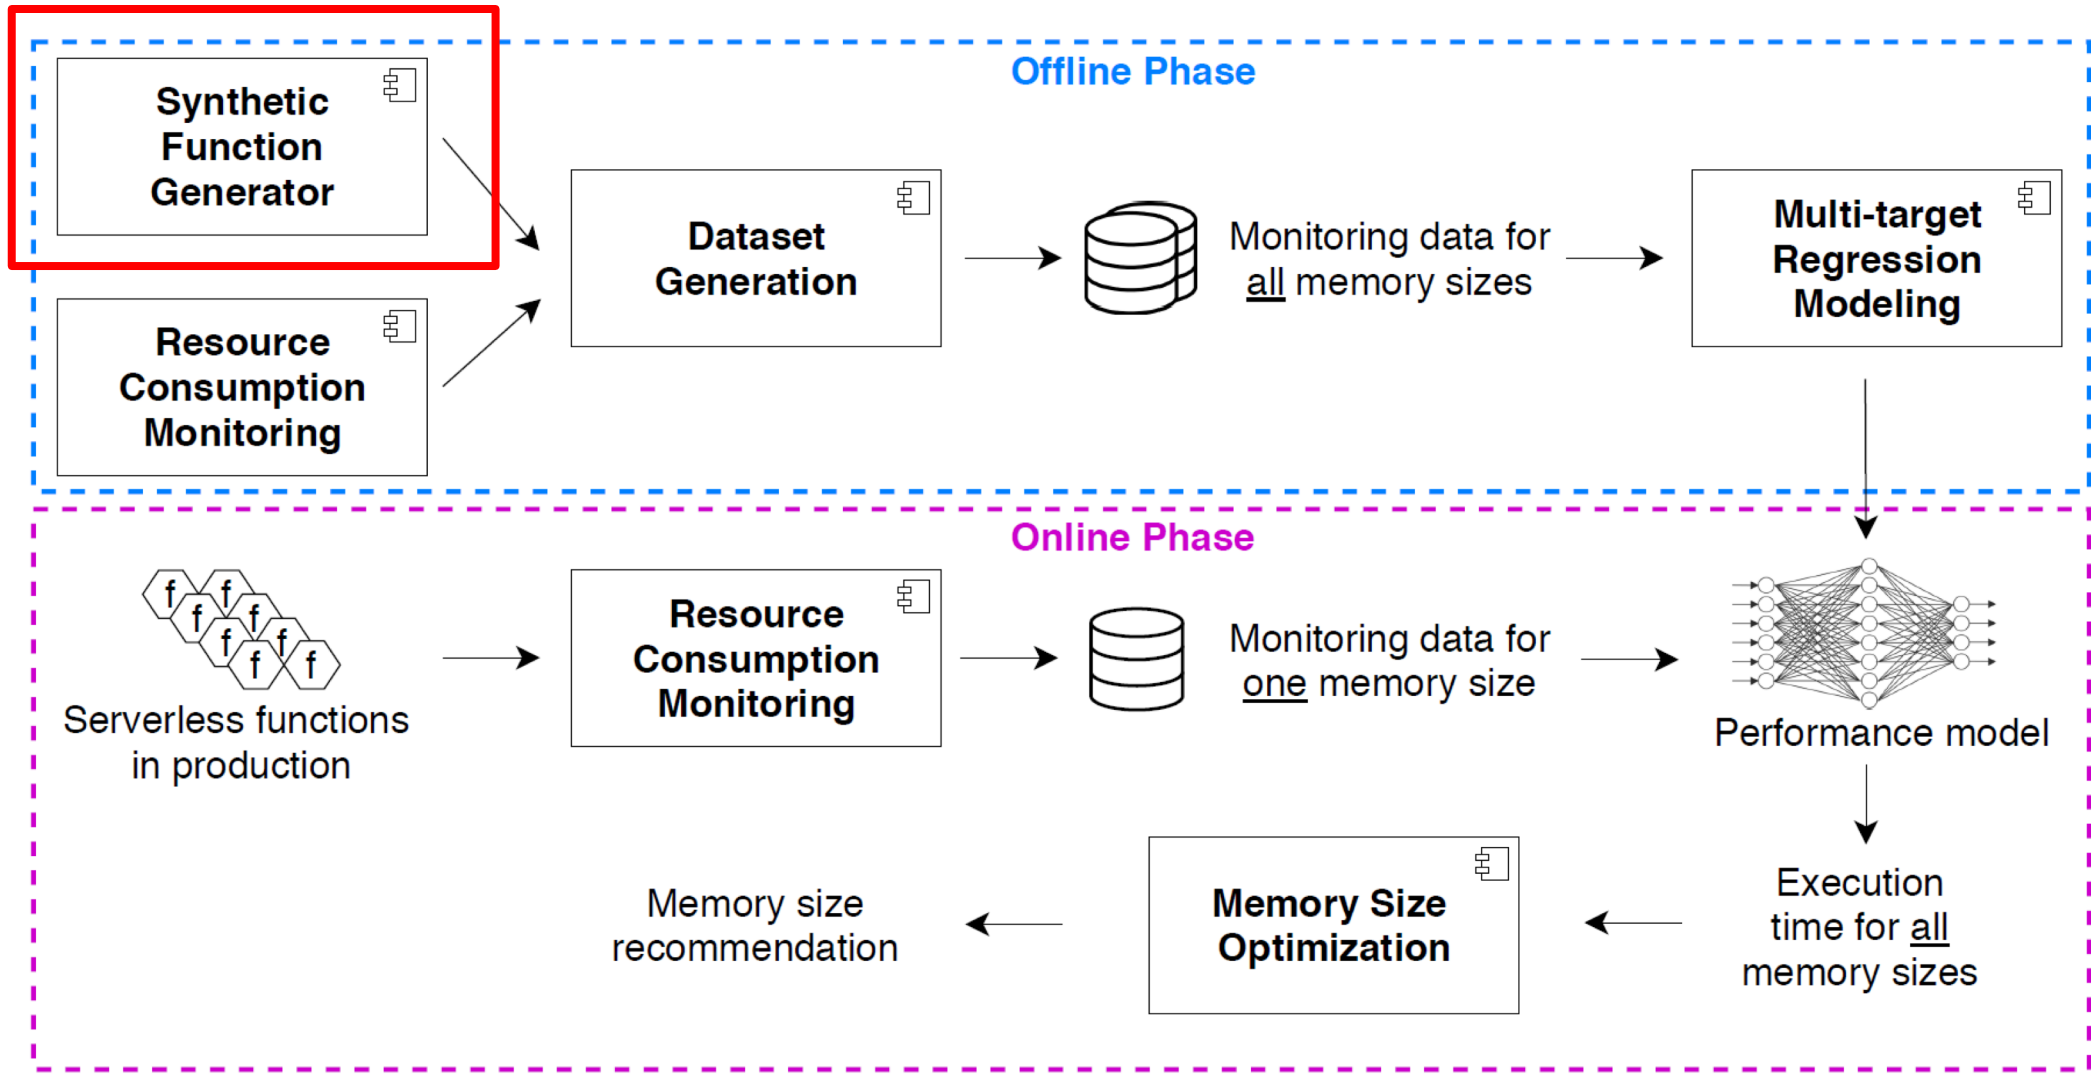 Offline Phase
Synthetic
Function
Generator
Resource
Consumption
Monitoring
Dataset
Generation
Monitoring data for
all memory sizes
Multi-target
Regression
Modeling
Online Phase
f f
f f
f f
f f
Serverless functions
in production
Resource
Consumption
Monitoring
Monitoring data for
one memory size
Performance model
Execution
time for all
memory sizes
Memory Size
Optimization
Memory size
recommendation